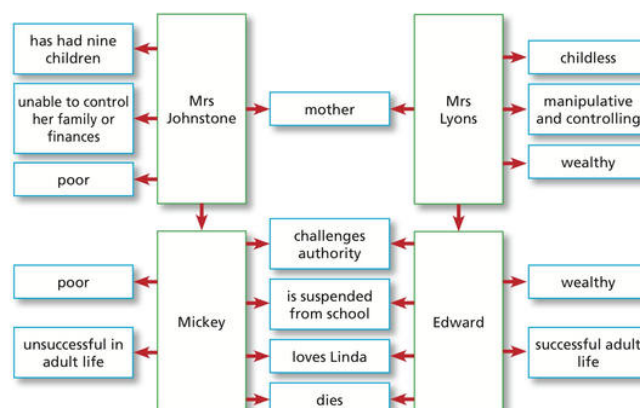 has had nine
children
unable to control
her family or
finances
poor
Mrs
Johnstone
mother
Mrs
Lyons
childless
manipulative
and controlling
wealthy
poor
unsuccessful in
adult life
Mickey
challenges
authority
is suspended
from school
loves Linda
dies
Edward
wealthy
successful adult
life